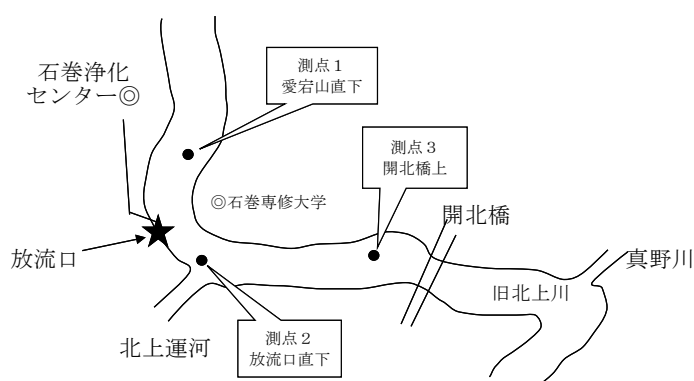 石巻浄化
センター◎
測点１
愛宕山直下
測点３
開北橋上
◎石巻専修大学
開北橋
放流口
真野川
旧北上川
測点２
放流口直下
北上運河